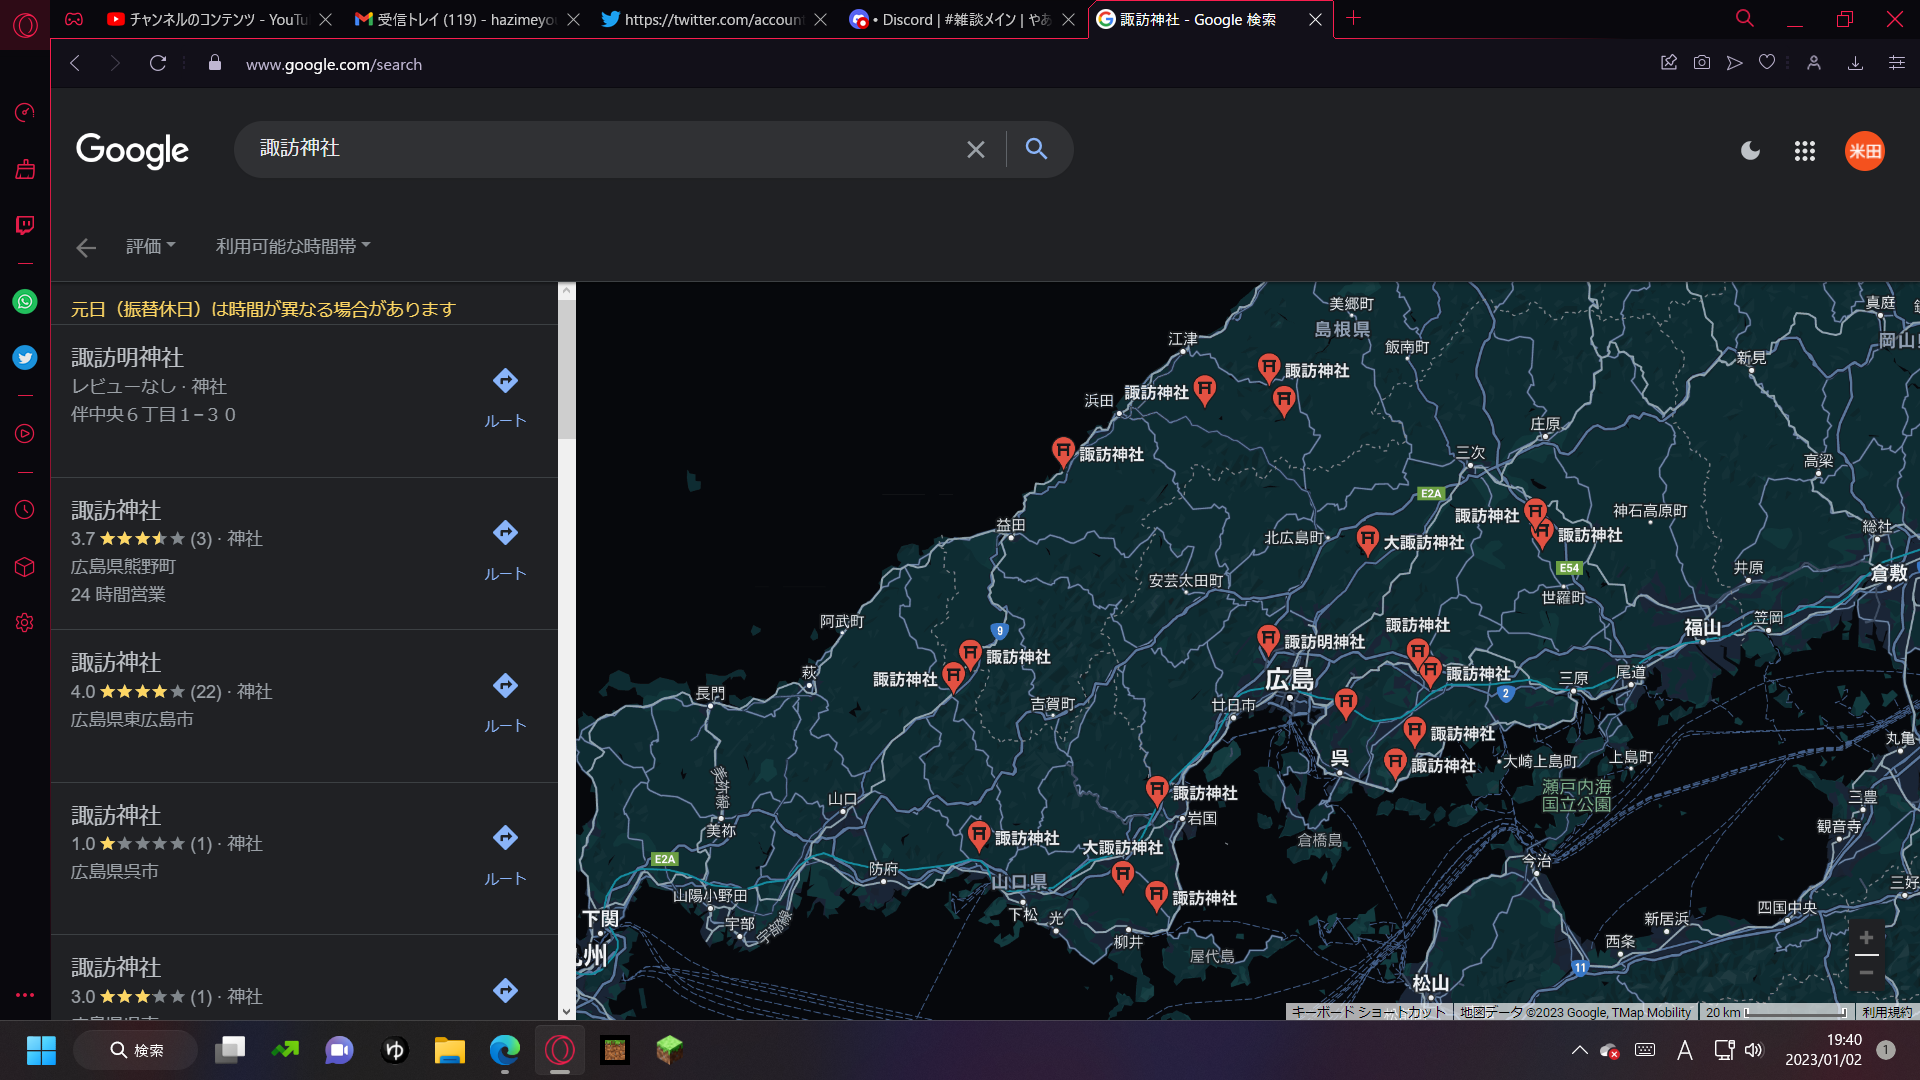 チャンネルのコンテンツ - YouTu
受信トレイ (119) - hazimeyou
https://twitter.com/account
• Discord | #雑談メイン | やあ
諏訪神社 - Google 検索
www.google.com/search
Google
諏訪神社
米田
評価
利用可能な時間帯
元日（振替休日）は時間が異なる場合があります
諏訪明神社
レビューなし · 神社
伴中央６丁目１−３０
ルート
諏訪神社
3.7 (3) · 神社
広島県熊野町
24 時間営業
ルート
諏訪神社
4.0 (22) · 神社
広島県東広島市
ルート
諏訪神社
1.0 (1) · 神社
広島県呉市
ルート
諏訪神社
3.0 (1) · 神社
美郷町
真庭
島根県
江津
飯南町
岡山県
新見
諏訪神社
諏訪神社
浜田
庄原
諏訪神社
三次
高梁
E2A
神石高原町
諏訪神社
益田
総社
北広島町
大諏訪神社
諏訪神社
E54
井原
倉敷
安芸太田町
世羅町
阿武町
9
笠岡
諏訪神社
福山
諏訪明神社
諏訪神社
諏訪神社
萩
諏訪神社
広島
三原
尾道
長門
2
吉賀町
廿日市
諏訪神社
丸亀
呉
諏訪神社
大崎上島町
上島町
美祢線
瀬戸内海
国立公園
諏訪神社
山口
三豊
岩国
美祢
諏訪神社
倉橋島
観音寺
大諏訪神社
E2A
今治
防府
山口県
三好
山陽小野田
諏訪神社
下関
下松
光
四国中央
宇部
宇部線
新居浜
柳井
西条
九州
屋代島
11
松山
キーボード ショートカット
地図データ ©2023 Google, TMap Mobility
20 km
利用規約
検索
ゆ
A
19:40
2023/01/02
1